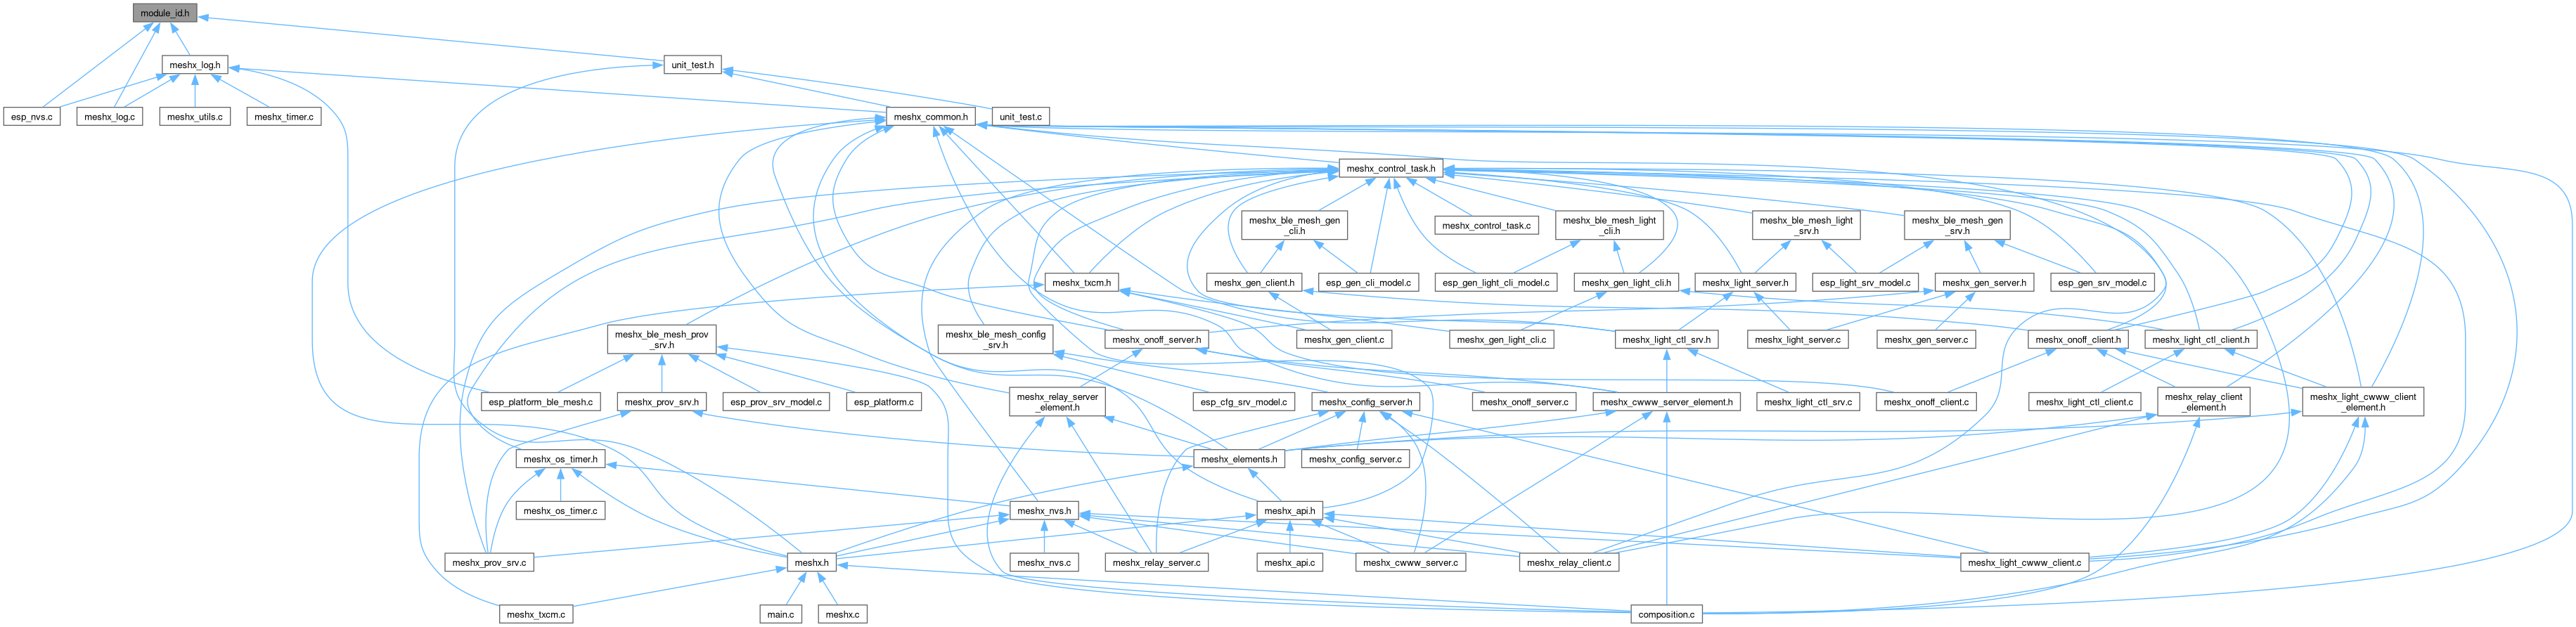 module_id.h
meshx_log.h
unit_test.h
esp_nvs.c
meshx_log.c
meshx_utils.c
meshx_timer.c
meshx_common.h
unit_test.c
meshx_control_task.h
meshx_ble_mesh_gen
_cli.h
meshx_control_task.c
meshx_ble_mesh_light
_cli.h
meshx_ble_mesh_light
_srv.h
meshx_ble_mesh_gen
_srv.h
meshx_txcm.h
meshx_gen_client.h
esp_gen_cli_model.c
esp_gen_light_cli_model.c
meshx_gen_light_cli.h
meshx_light_server.h
esp_light_srv_model.c
meshx_gen_server.h
esp_gen_srv_model.c
meshx_ble_mesh_prov
_srv.h
meshx_ble_mesh_config
_srv.h
meshx_onoff_server.h
meshx_gen_client.c
meshx_gen_light_cli.c
meshx_light_ctl_srv.h
meshx_light_server.c
meshx_gen_server.c
meshx_onoff_client.h
meshx_light_ctl_client.h
esp_platform_ble_mesh.c
meshx_prov_srv.h
esp_prov_srv_model.c
esp_platform.c
meshx_relay_server
_element.h
esp_cfg_srv_model.c
meshx_config_server.h
meshx_onoff_server.c
meshx_cwww_server_element.h
meshx_light_ctl_srv.c
meshx_onoff_client.c
meshx_light_ctl_client.c
meshx_relay_client
_element.h
meshx_light_cwww_client
_element.h
meshx_os_timer.h
meshx_elements.h
meshx_config_server.c
meshx_os_timer.c
meshx_nvs.h
meshx_api.h
meshx_prov_srv.c
meshx.h
meshx_nvs.c
meshx_relay_server.c
meshx_api.c
meshx_cwww_server.c
meshx_relay_client.c
meshx_light_cwww_client.c
meshx_txcm.c
main.c
meshx.c
composition.c